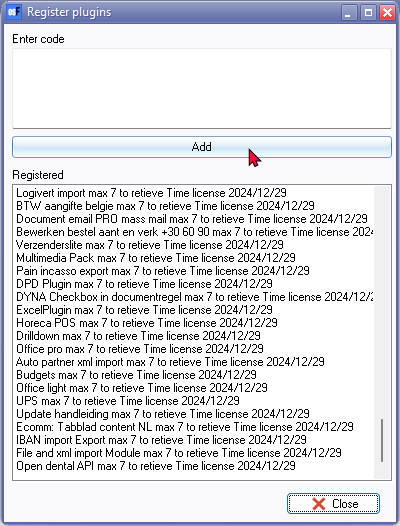 Register plugins
Enter code
Add
Registered
Logivert import max 7 to retieve Time license 2024/12/29
BTW aangifte belgie max 7 to retieve Time license 2024/12/29
Document email PRO mass mail max 7 to retieve Time license 2024/12/29
Bewerken bestel aant en verk +30 60 90 max 7 to retieve Time license 2024
Verzenderslite max 7 to retieve Time license 2024/12/29
Multimedia Pack max 7 to retieve Time license 2024/12/29
Pain incasso export max 7 to retieve Time license 2024/12/29
DPD Plugin max 7 to retieve Time license 2024/12/29
DYNA Checkbox in documentregel max 7 to retieve Time license 2024/12/2
ExcelPlugin max 7 to retieve Time license 2024/12/29
Horeca POS max 7 to retieve Time license 2024/12/29
Drilldown max 7 to retieve Time license 2024/12/29
Office pro max 7 to retieve Time license 2024/12/29
Auto partner xml import max 7 to retieve Time license 2024/12/29
Budgets max 7 to retieve Time license 2024/12/29
Office light max 7 to retieve Time license 2024/12/29
UPS max 7 to retieve Time license 2024/12/29
Update handleiding max 7 to retieve Time license 2024/12/29
Ecomm: Tabblad content NL max 7 to retieve Time license 2024/12/29
IBAN import Export max 7 to retieve Time license 2024/12/29
File and xml import Module max 7 to retieve Time license 2024/12/29
Open dental API max 7 to retieve Time license 2024/12/29
Close